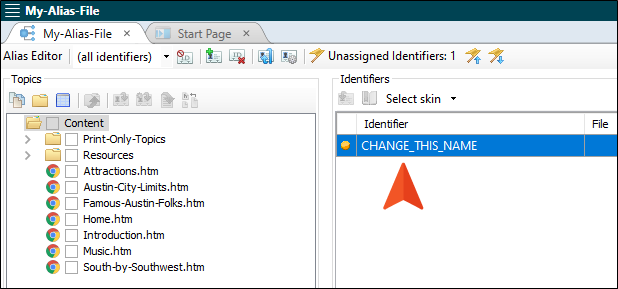 My-Alias-File
My-Alias-File
Start Page
Alias Editor (all identifiers) Unassigned Identifiers: 1
Topics
Content
Print-Only-Topics
Resources
Attractions.htm
Austin-City-Limits.htm
Famous-Austin-Folks.htm
Home.htm
Introduction.htm
Music.htm
South-by-Southwest.htm
Identifiers
Select skin
Identifier File
CHANGE_THIS_NAME